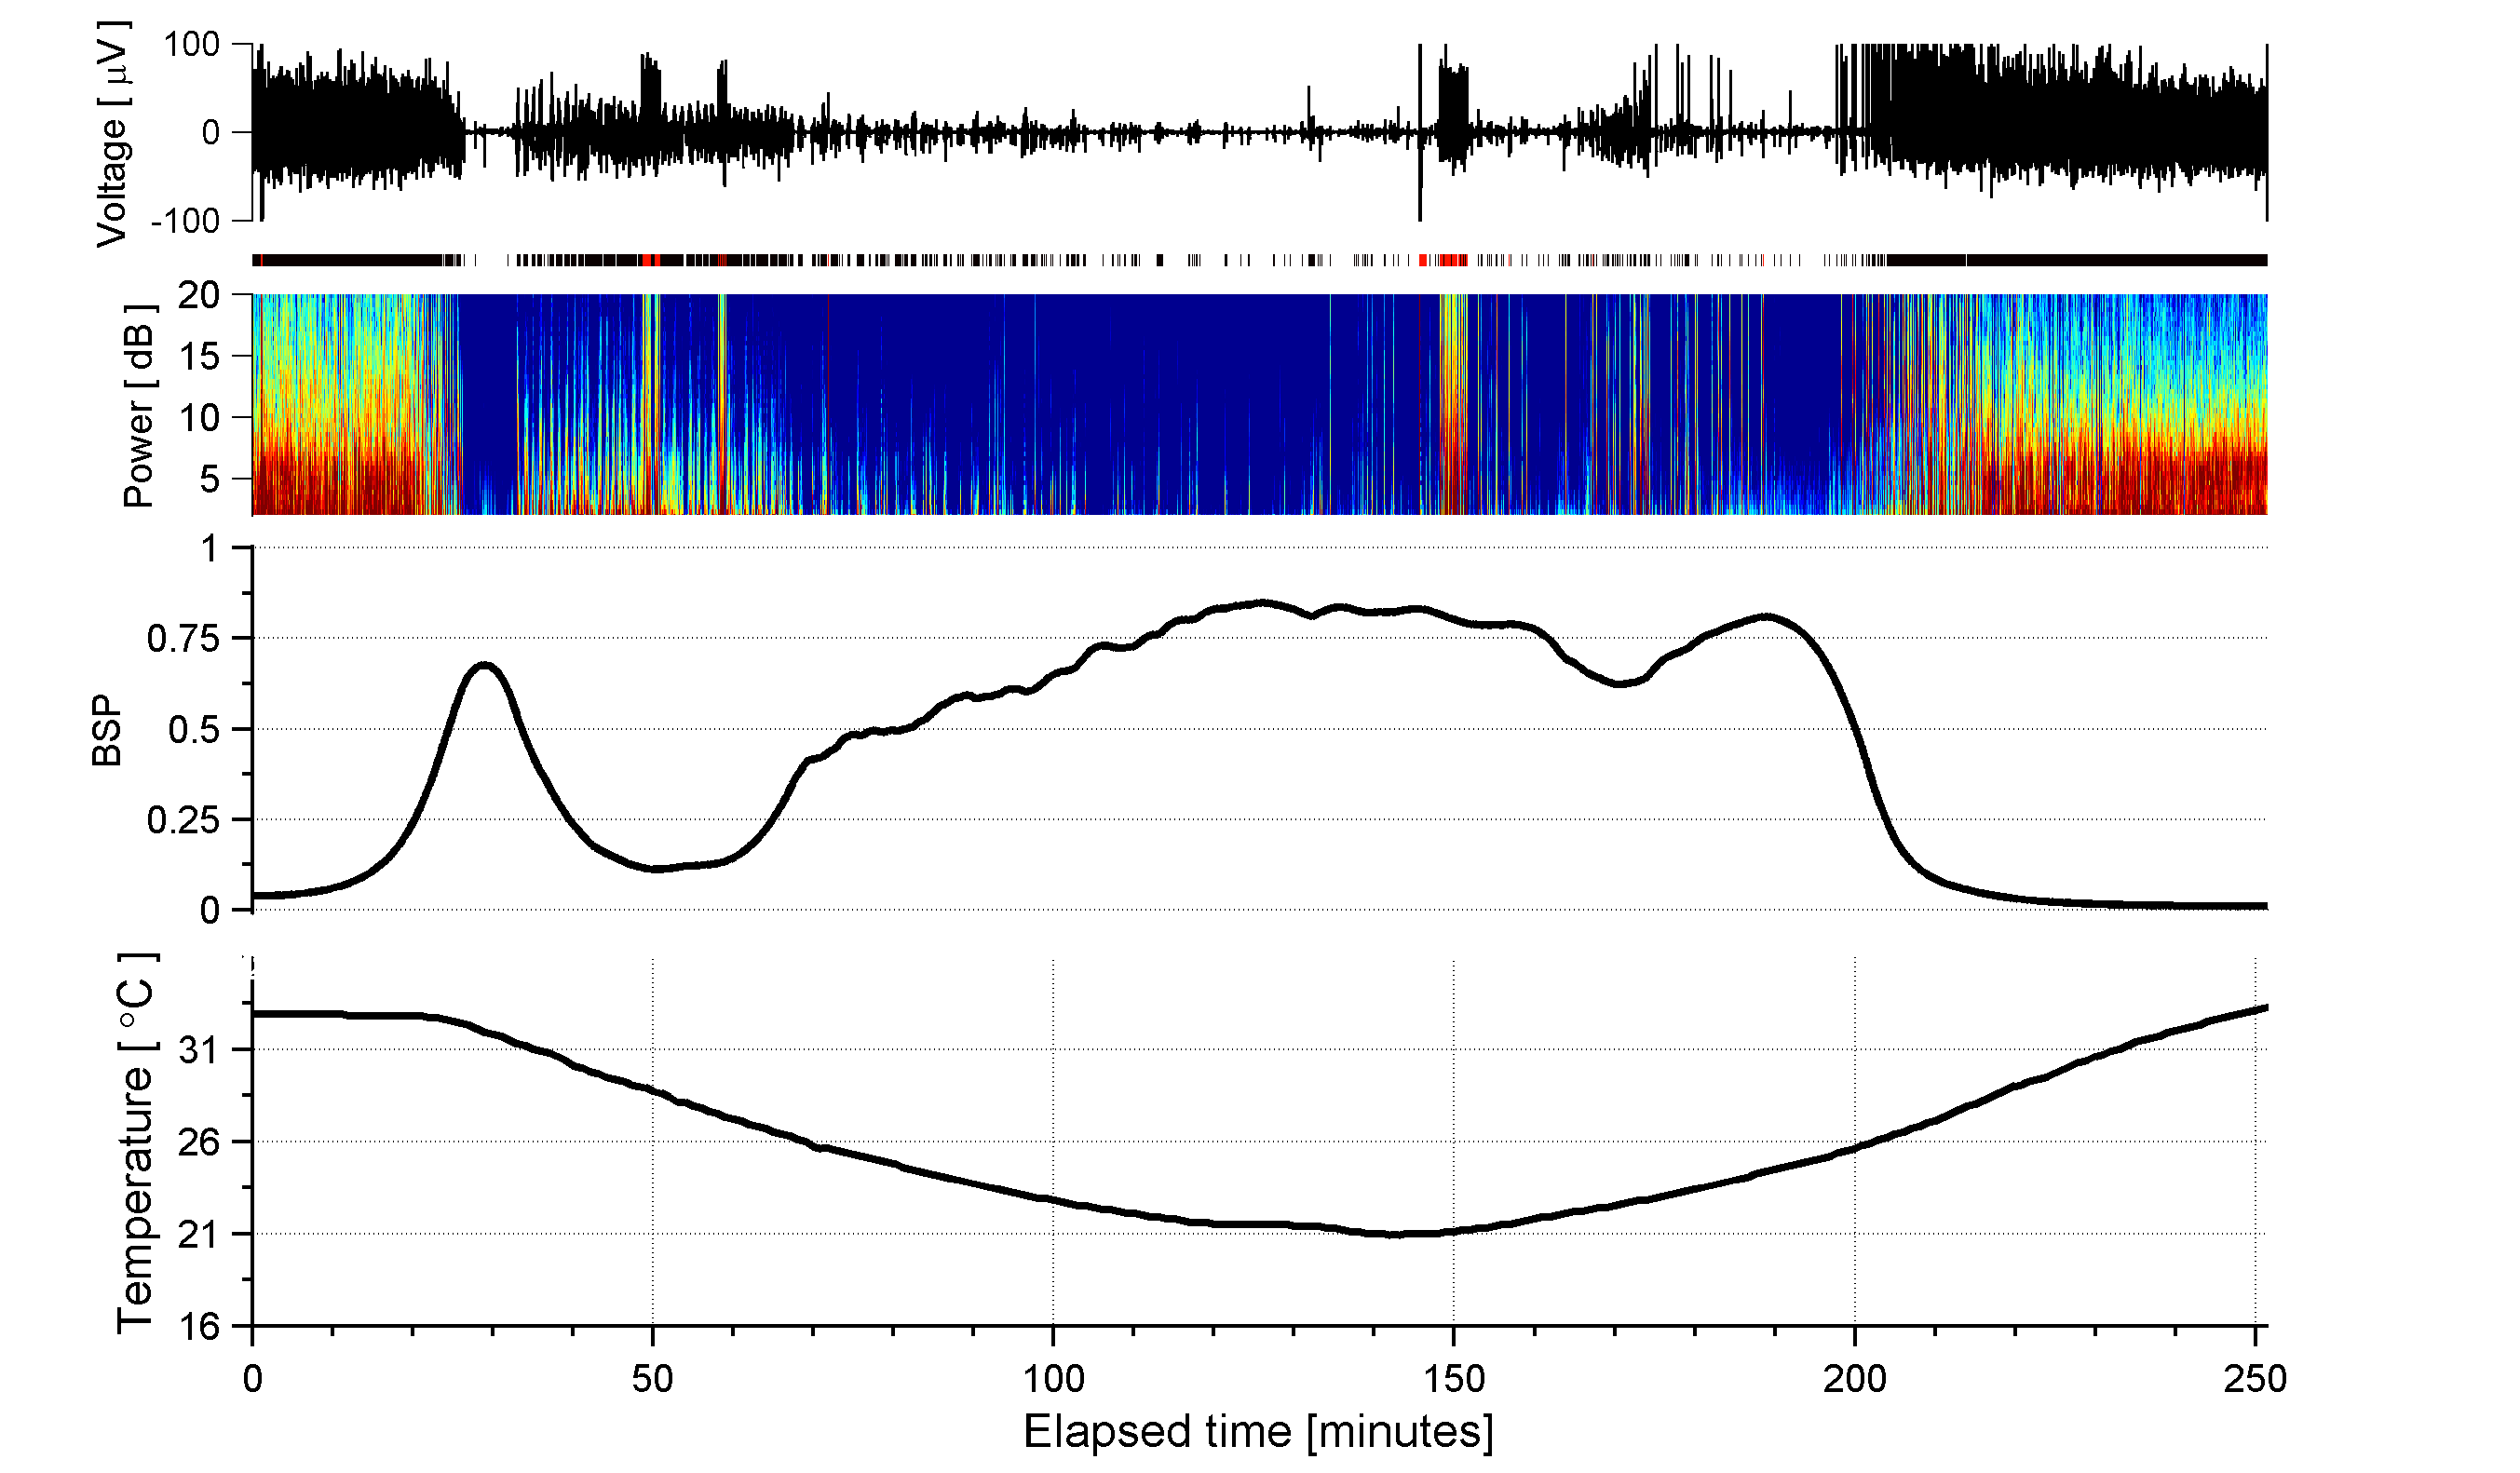 Voltage [ μV ]
100
0
-100
Power [ dB ]
20
15
10
5
BSP
1
0.75
0.5
0.25
0
Temperature [ °C ]
31
26
21
16
0 50 100 150 200 250
Elapsed time [minutes]